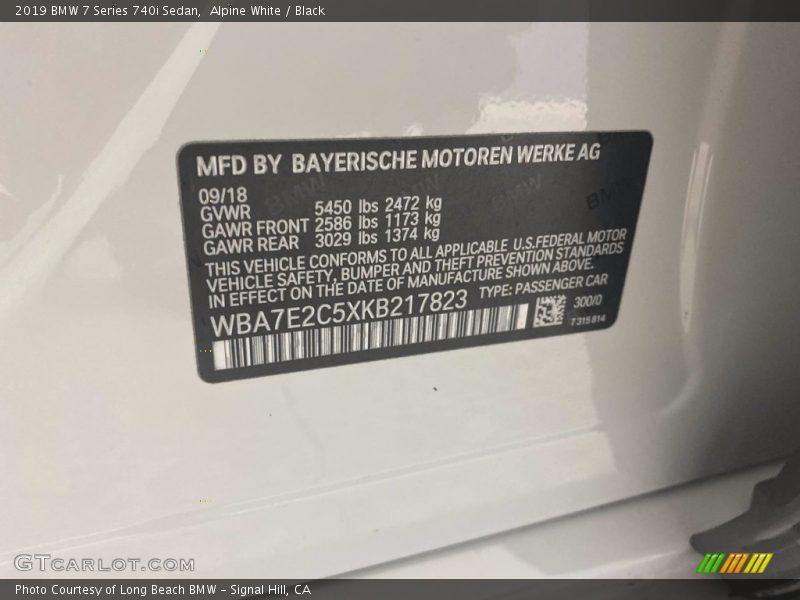 2019 BMW 7 Series 740i Sedan,  Alpine White / Black
MFD BY BAYERISCHE MOTOREN WERKE AG
09/18
GVWR 5450 lbs 2472 kg
GAWR FRONT 2586 lbs 1173 kg
GAWR REAR 3029 lbs 1374 kg
THIS VEHICLE CONFORMS TO ALL APPLICABLE U.S.FEDERAL MOTOR
VEHICLE SAFETY, BUMPER AND THEFT PREVENTION STANDARDS
IN EFFECT ON THE DATE OF MANUFACTURE SHOWN ABOVE.
WBA7E2C5XKB217823 TYPE: PASSENGER CAR
300/0
7315814
GTCARLOT.COM
Photo Courtesy of Long Beach BMW - Signal Hill, CA